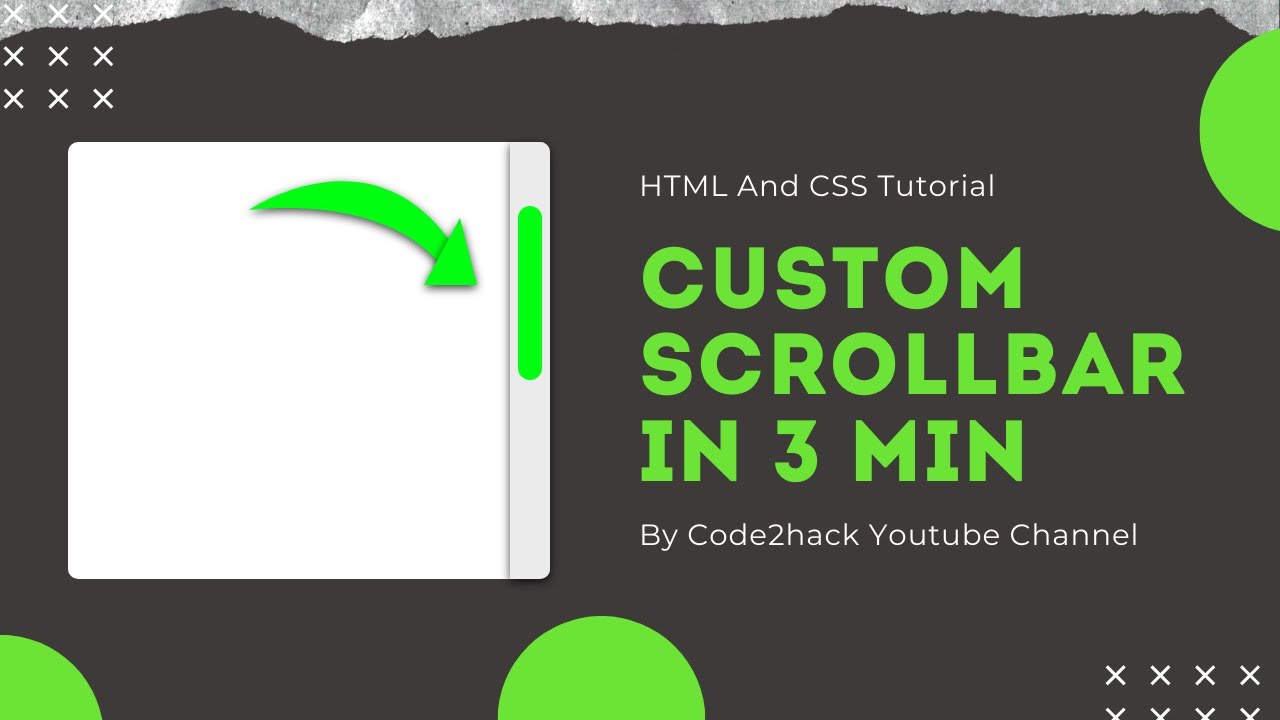 HTML And CSS Tutorial
CUSTOM
SCROLLBAR
IN 3 MIN
By Code2hack Youtube Channel